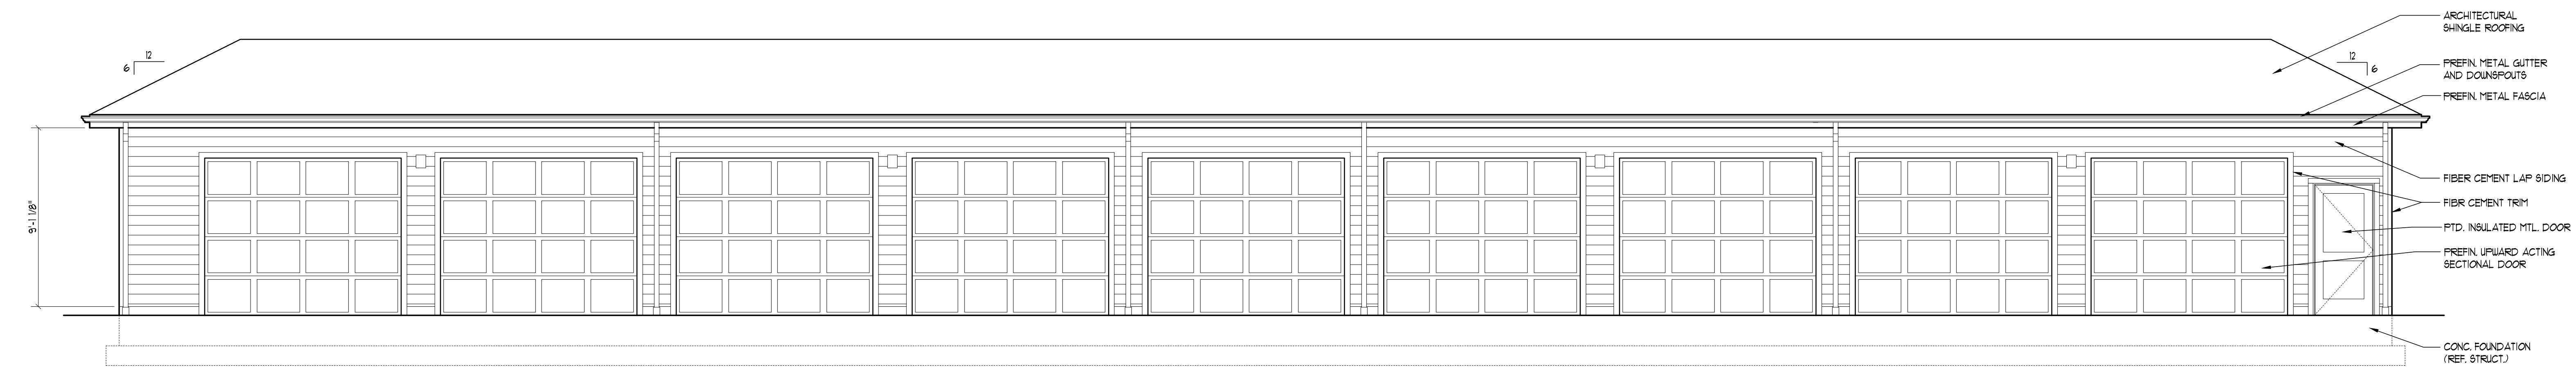 12
6
12
6
9'-1 1/8"
ARCHITECTURAL
SHINGLE ROOFING
PREFIN. METAL GUTTER
AND DOWNSPOUTS
PREFIN. METAL FASCIA
FIBER CEMENT LAP SIDING
FIBR CEMENT TRIM
PTD. INSULATED MTL. DOOR
PREFIN. UPWARD ACTING
SECTIONAL DOOR
CONC. FOUNDATION
(REF. STRUCT.)